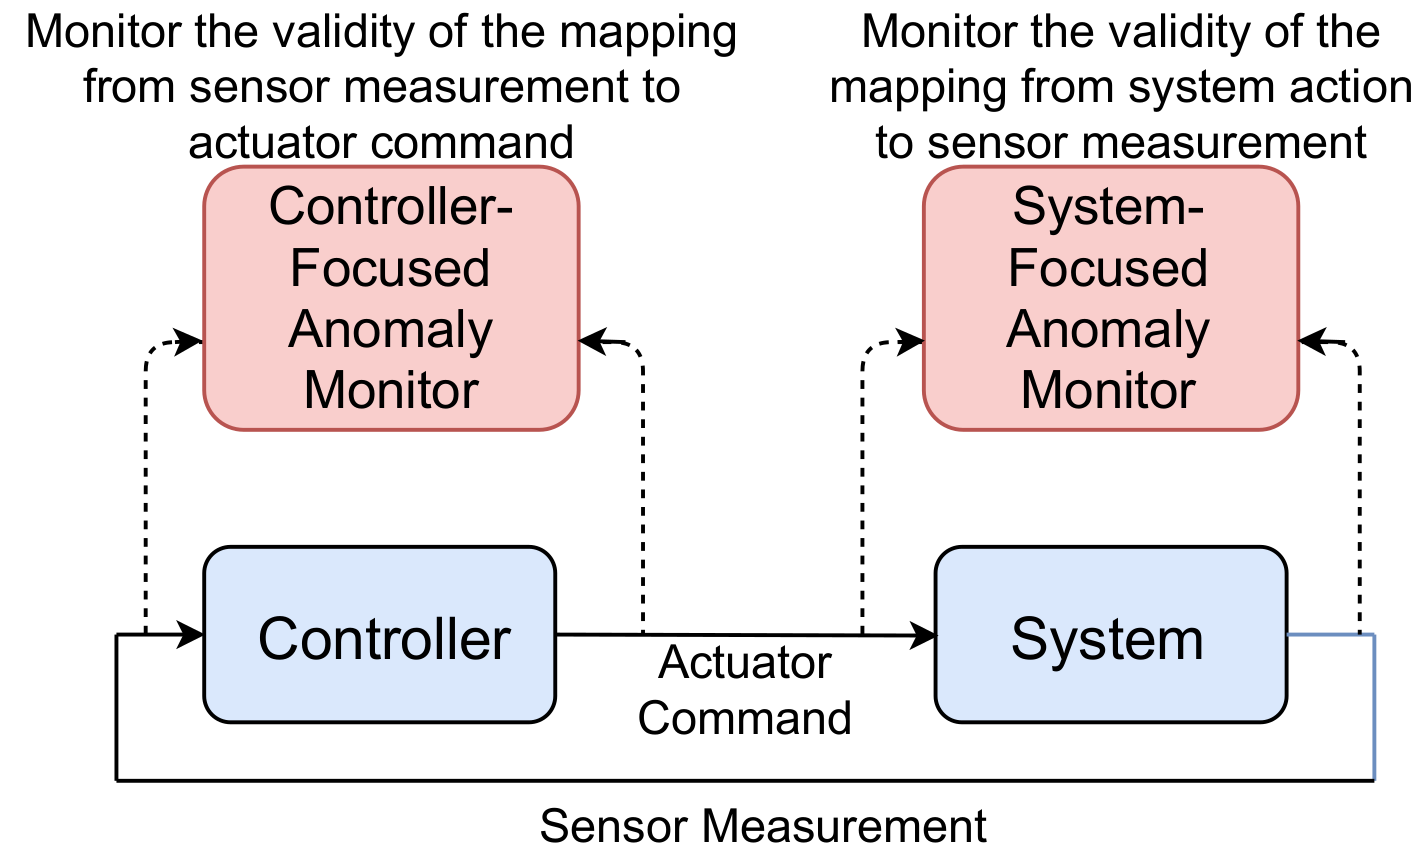 Monitor the validity of the mapping
from sensor measurement to
actuator command
Monitor the validity of the
mapping from system action
to sensor measurement
Controller-
Focused
Anomaly
Monitor
System-
Focused
Anomaly
Monitor
Controller
Actuator
Command
System
Sensor Measurement